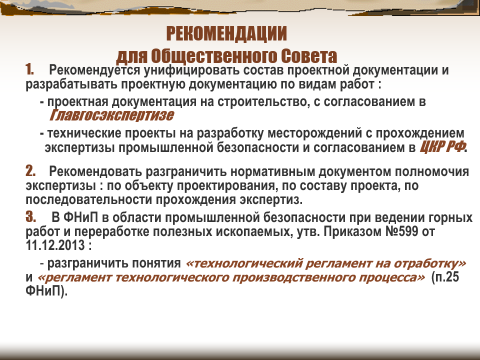 РЕКОМЕНДАЦИИ
для Общественного Совета
1. Рекомендуется унифицировать состав проектной документации и
разрабатывать проектную документацию по видам работ :
- проектная документация на строительство, с согласованием в
Главгосэкспертизе
- технические проекты на разработку месторождений с прохождением
экспертизы промышленной безопасности и согласованием в ЦКР РФ.
2. Рекомендовать разграничить нормативным документом полномочия
экспертизы : по объекту проектирования, по составу проекта, по
последовательности прохождения экспертиз.
3. В ФНиП в области промышленной безопасности при ведении горных
работ и переработке полезных ископаемых, утв. Приказом №599 от
11.12.2013 :
- разграничить понятия «технологический регламент на отработку»
и «регламент технологического производственного процесса» (п.25
ФНиП).